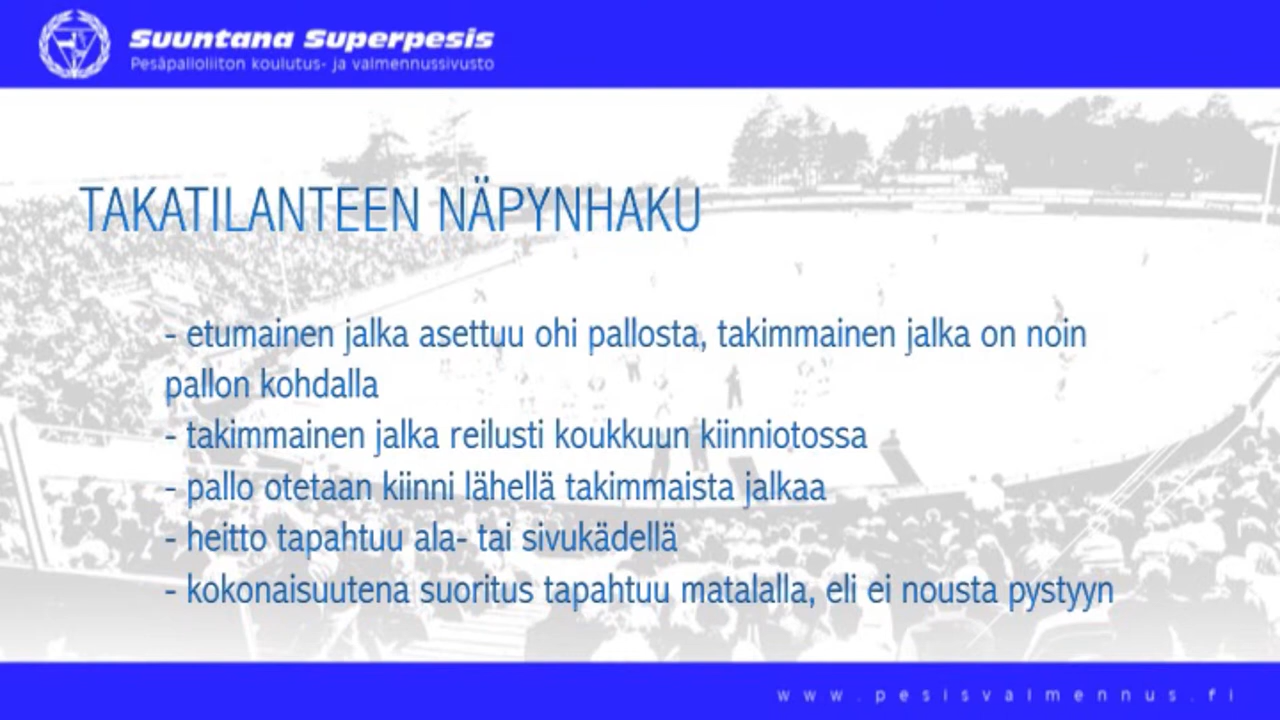 Suuntana Superpesis
Pesäpalloliiton koulutus- ja valmennussivusto
TAKATILANTEEN NÄPYNHAKU
- etumainen jalka asettuu ohi pallosta, takimmainen jalka on noin
pallon kohdalla
- takimmainen jalka reilusti koukkuun kiinniotossa
- pallo otetaan kiinni lähellä takimmaista jalkaa
- heitto tapahtuu ala- tai sivukädellä
- kokonaisuutena suoritus tapahtuu matalalla, eli ei nousta pystyyn
www.pesisvalmennus.fi